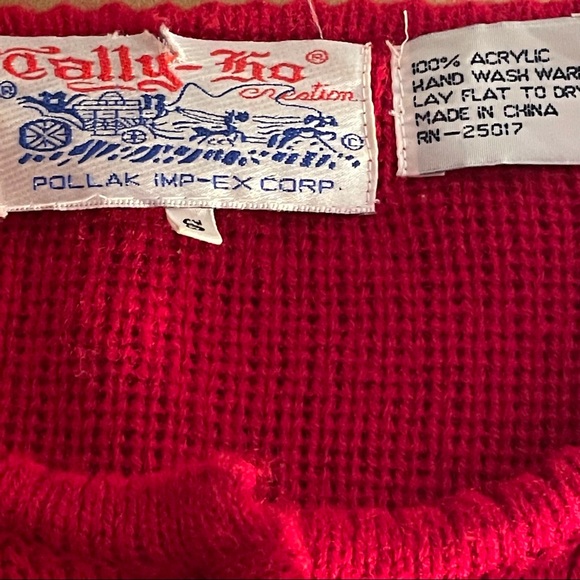 Tally-Ho®
creation
®
©
POLLAK IMP-EX CORP.
100% ACRYLIC
HAND WASH WARM
LAY FLAT TO DRY
MADE IN CHINA
RN-25017